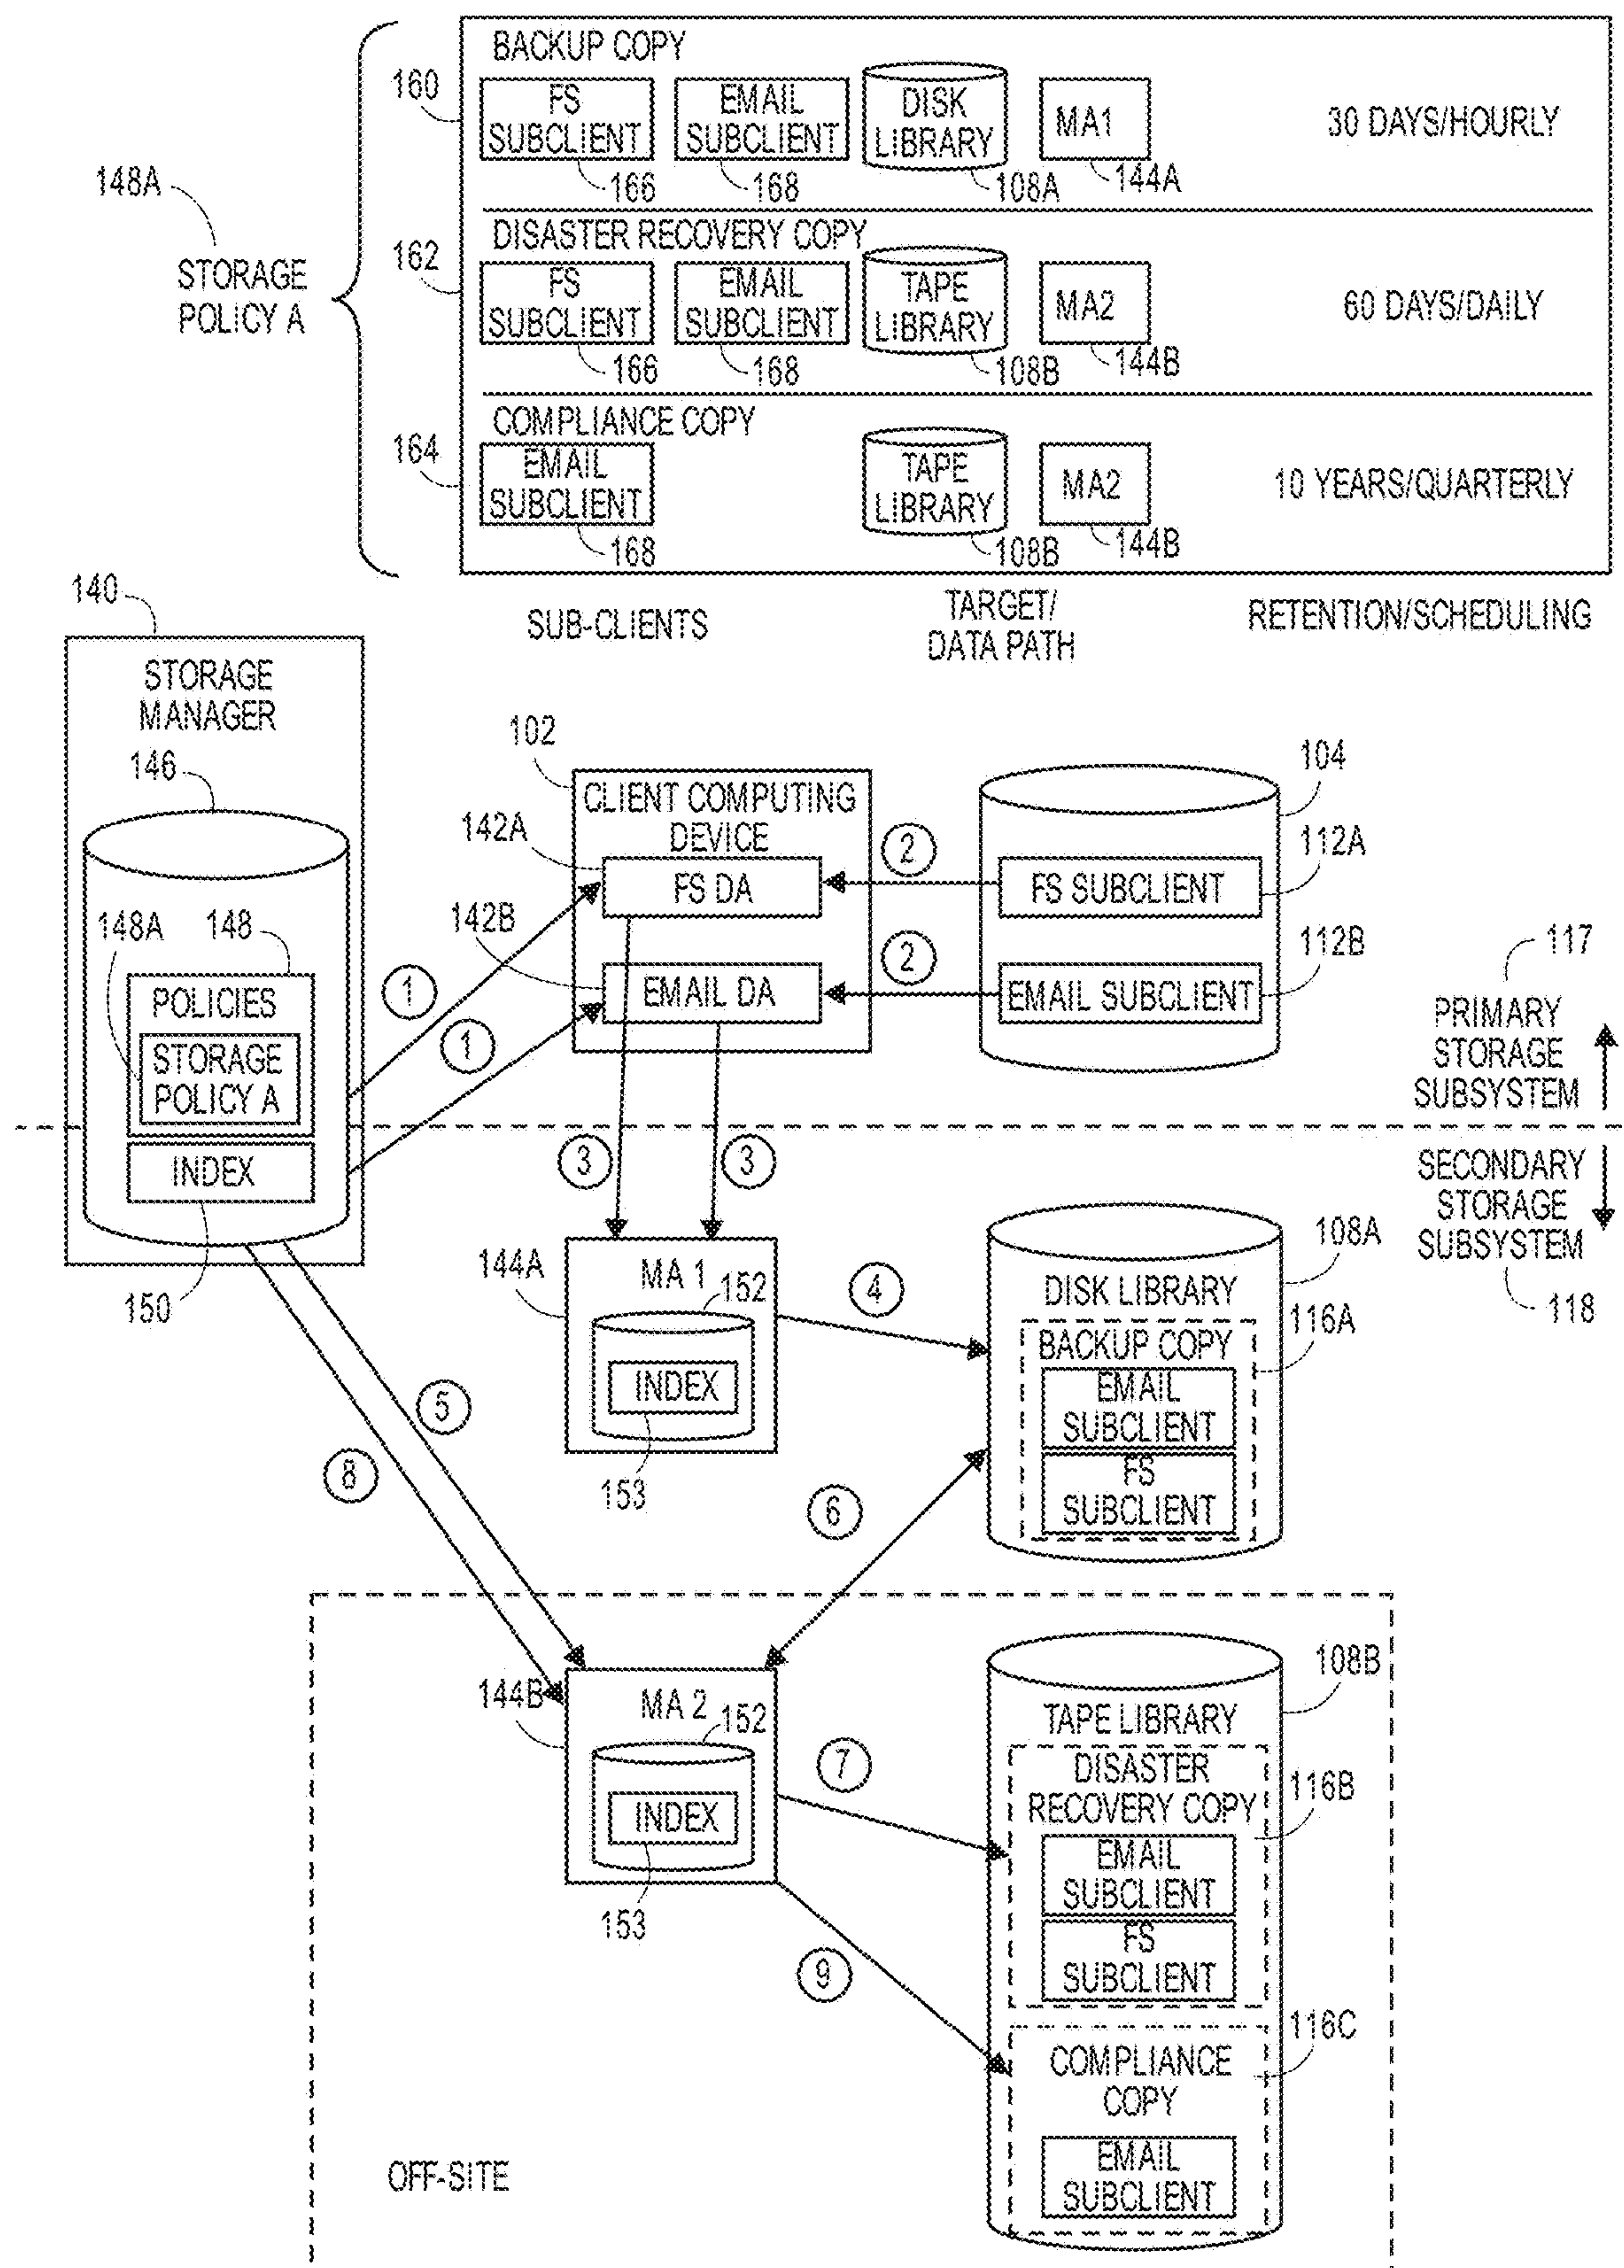 BACKUP COPY
160
FS
SUBCLIENT
166
EMAIL
SUBCLIENT
168
DISK
LIBRARY
108A
MA1
144A
30 DAYS/HOURLY
148A
STORAGE
POLICY A
DISASTER RECOVERY COPY
162
FS
SUBCLIENT
166
EMAIL
SUBCLIENT
168
TAPE
LIBRARY
108B
MA2
144B
60 DAYS/DAILY
COMPLIANCE COPY
164
EMAIL
SUBCLIENT
168
TAPE
LIBRARY
108B
MA2
144B
10 YEARS/QUARTERLY
SUB-CLIENTS
TARGET/
DATA PATH
RETENTION/SCHEDULING
140
STORAGE
MANAGER
146
148A
148
POLICIES
STORAGE
POLICY A
INDEX
150
102
CLIENT COMPUTING
DEVICE
142A
FS DA
142B
EMAIL DA
104
112A
FS SUBCLIENT
112B
EMAIL SUBCLIENT
1
1
2
2
117
PRIMARY
STORAGE
SUBSYSTEM
SECONDARY
STORAGE
SUBSYSTEM
118
3
3
144A
MA 1
152
INDEX
153
4
108A
DISK LIBRARY
116A
BACKUP COPY
EMAIL
SUBCLIENT
FS
SUBCLIENT
5
8
6
144B
MA 2
152
INDEX
153
7
9
108B
TAPE LIBRARY
DISASTER
RECOVERY COPY
116B
EMAIL
SUBCLIENT
FS
SUBCLIENT
116C
COMPLIANCE
COPY
EMAIL
SUBCLIENT
OFF-SITE